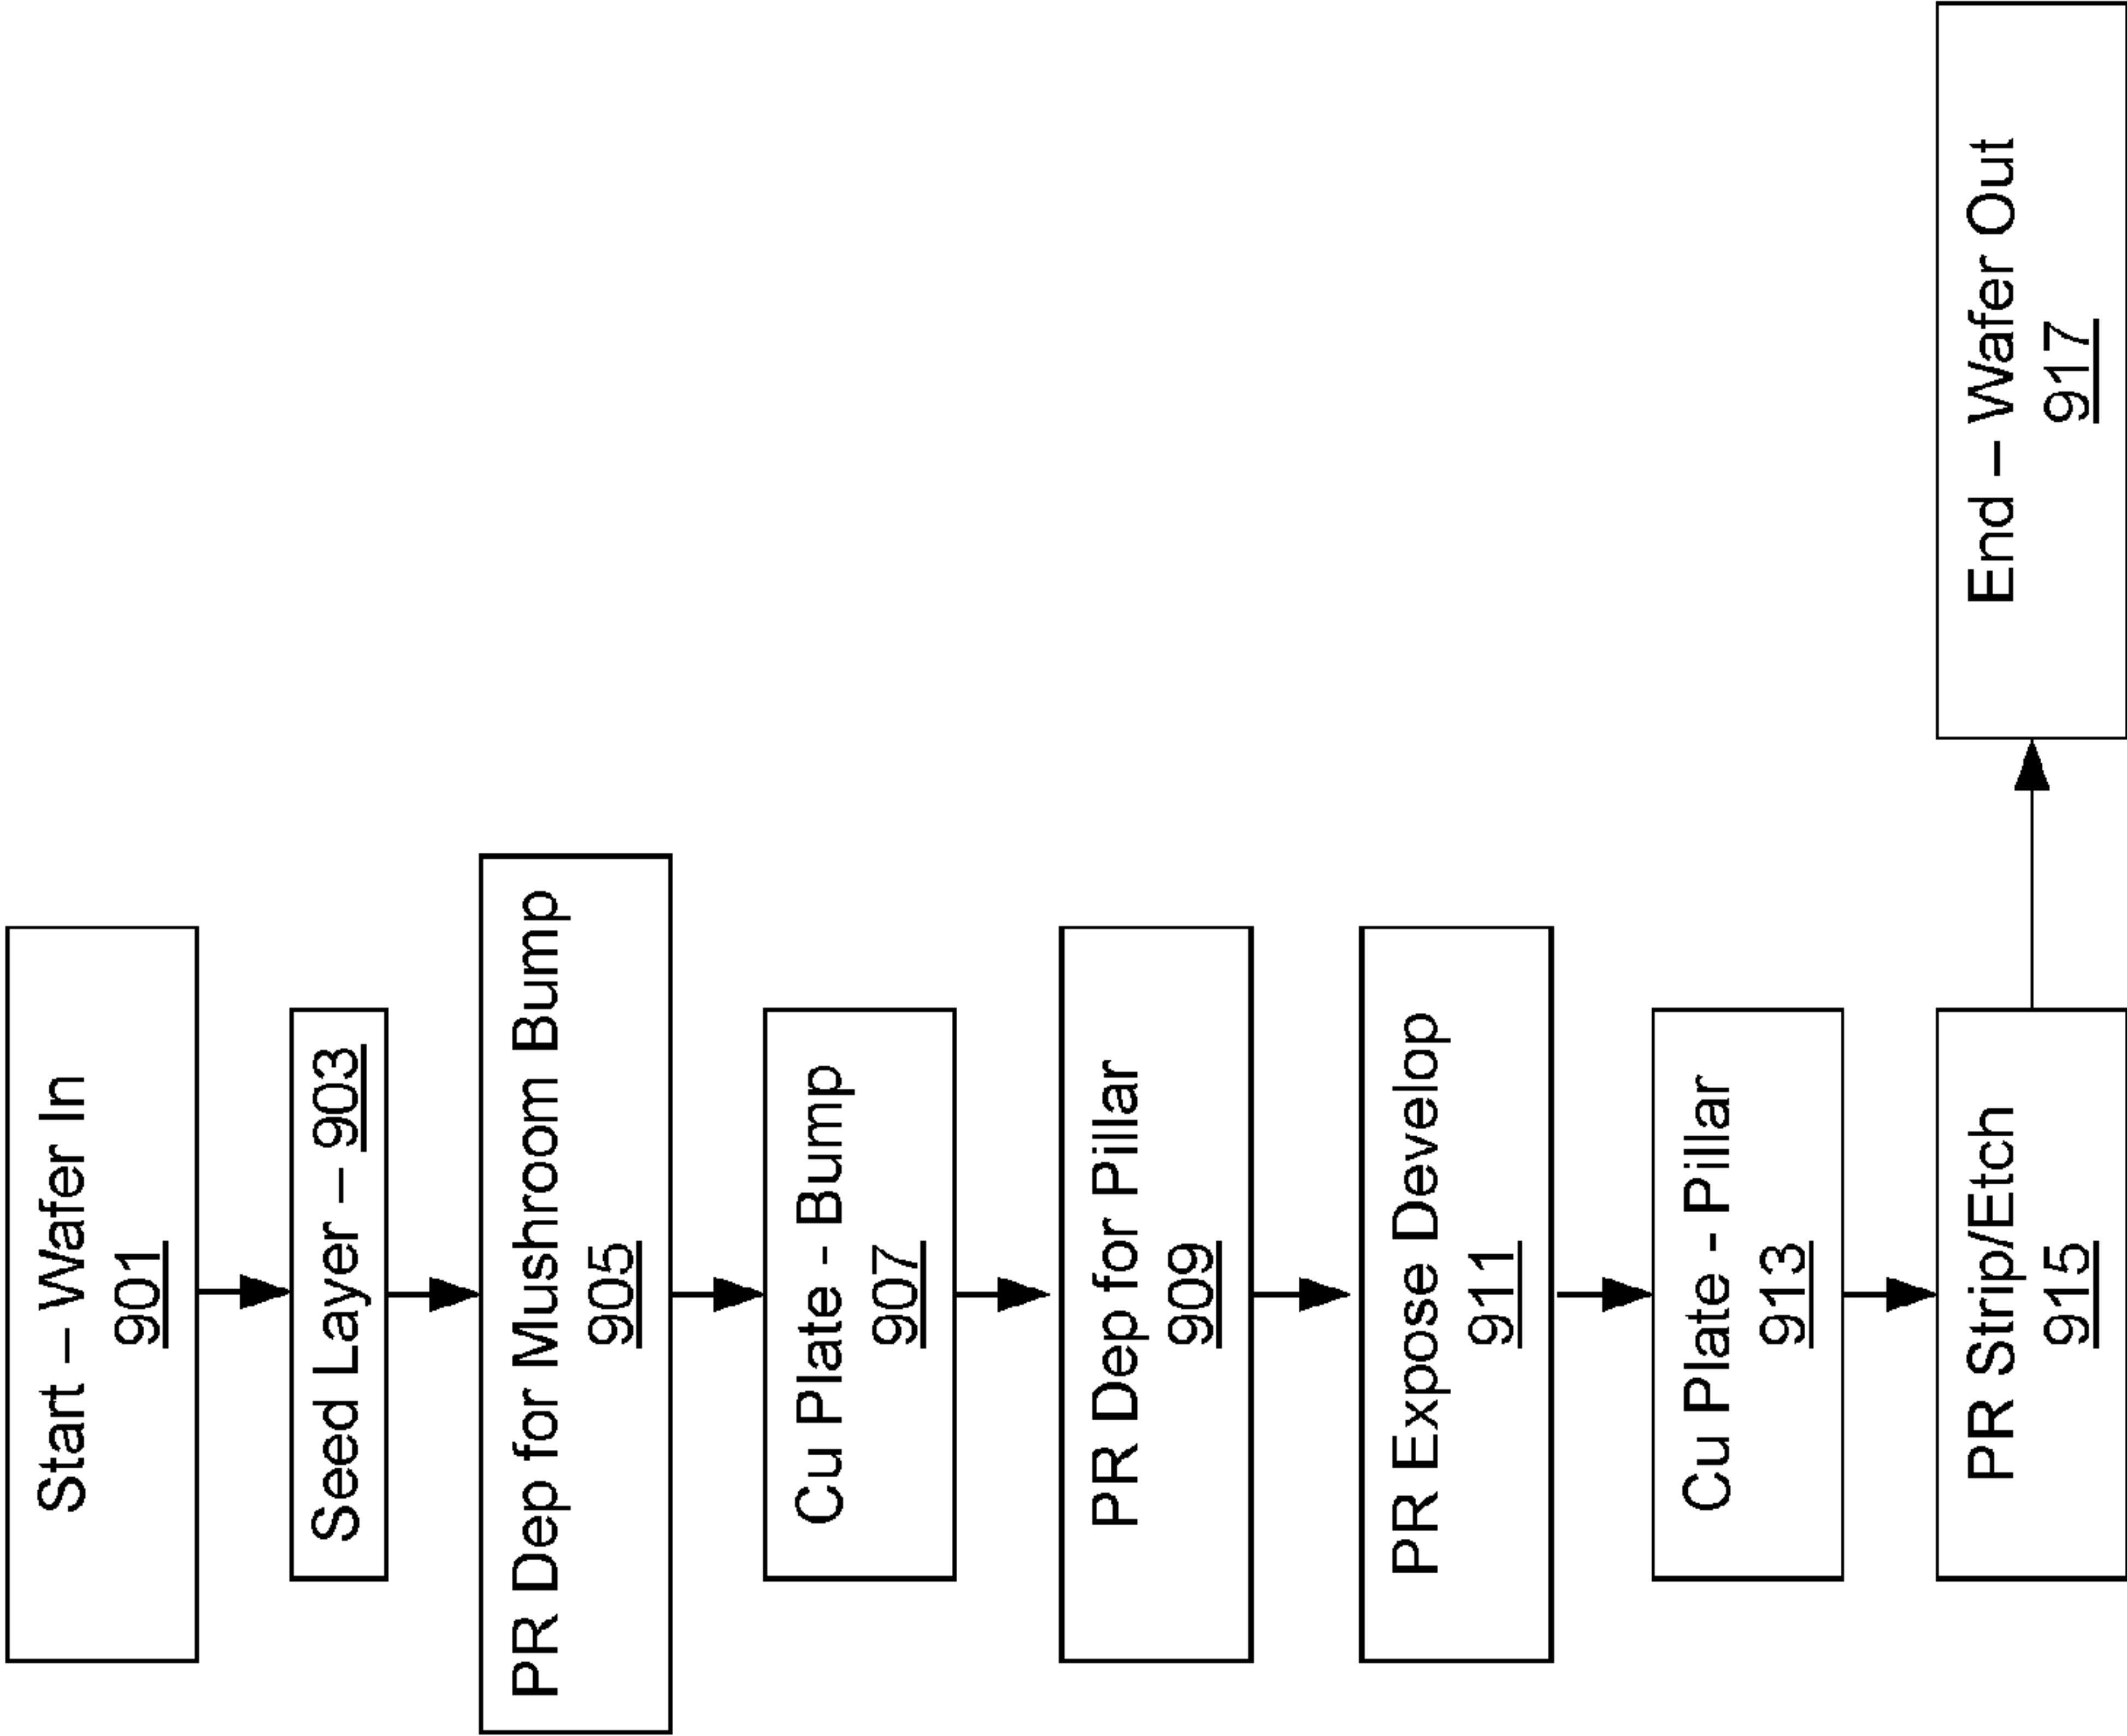 Start – Wafer In
901
Seed Layer – 903
PR Dep for Mushroom Bump
905
Cu Plate - Bump
907
PR Dep for Pillar
909
PR Expose Develop
911
Cu Plate - Pillar
913
PR Strip/Etch
915
End – Wafer Out
917